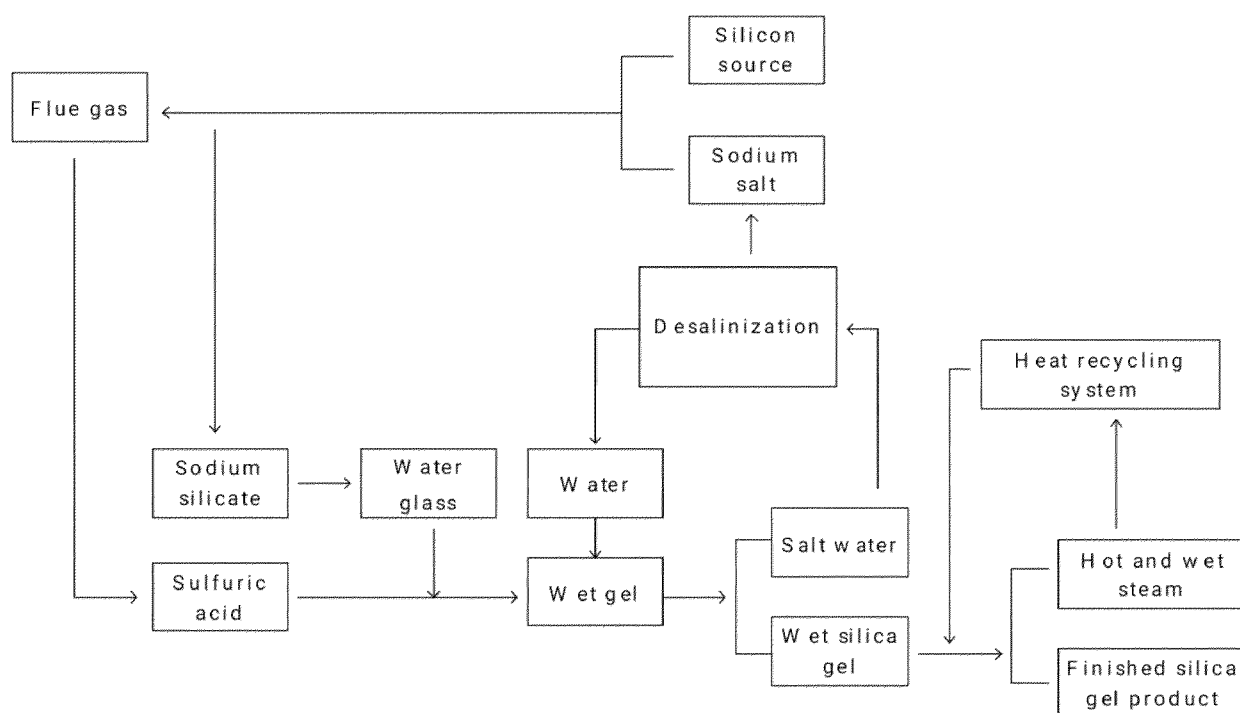 Silicon
source
Flue gas
Sodium
salt
Desalinization
Heat recycling
system
Sodium
silicate
Water
glass
Water
Salt water
Hot and wet
steam
Sulfuric
acid
Wet gel
Wet silica
gel
Finished silica
gel product